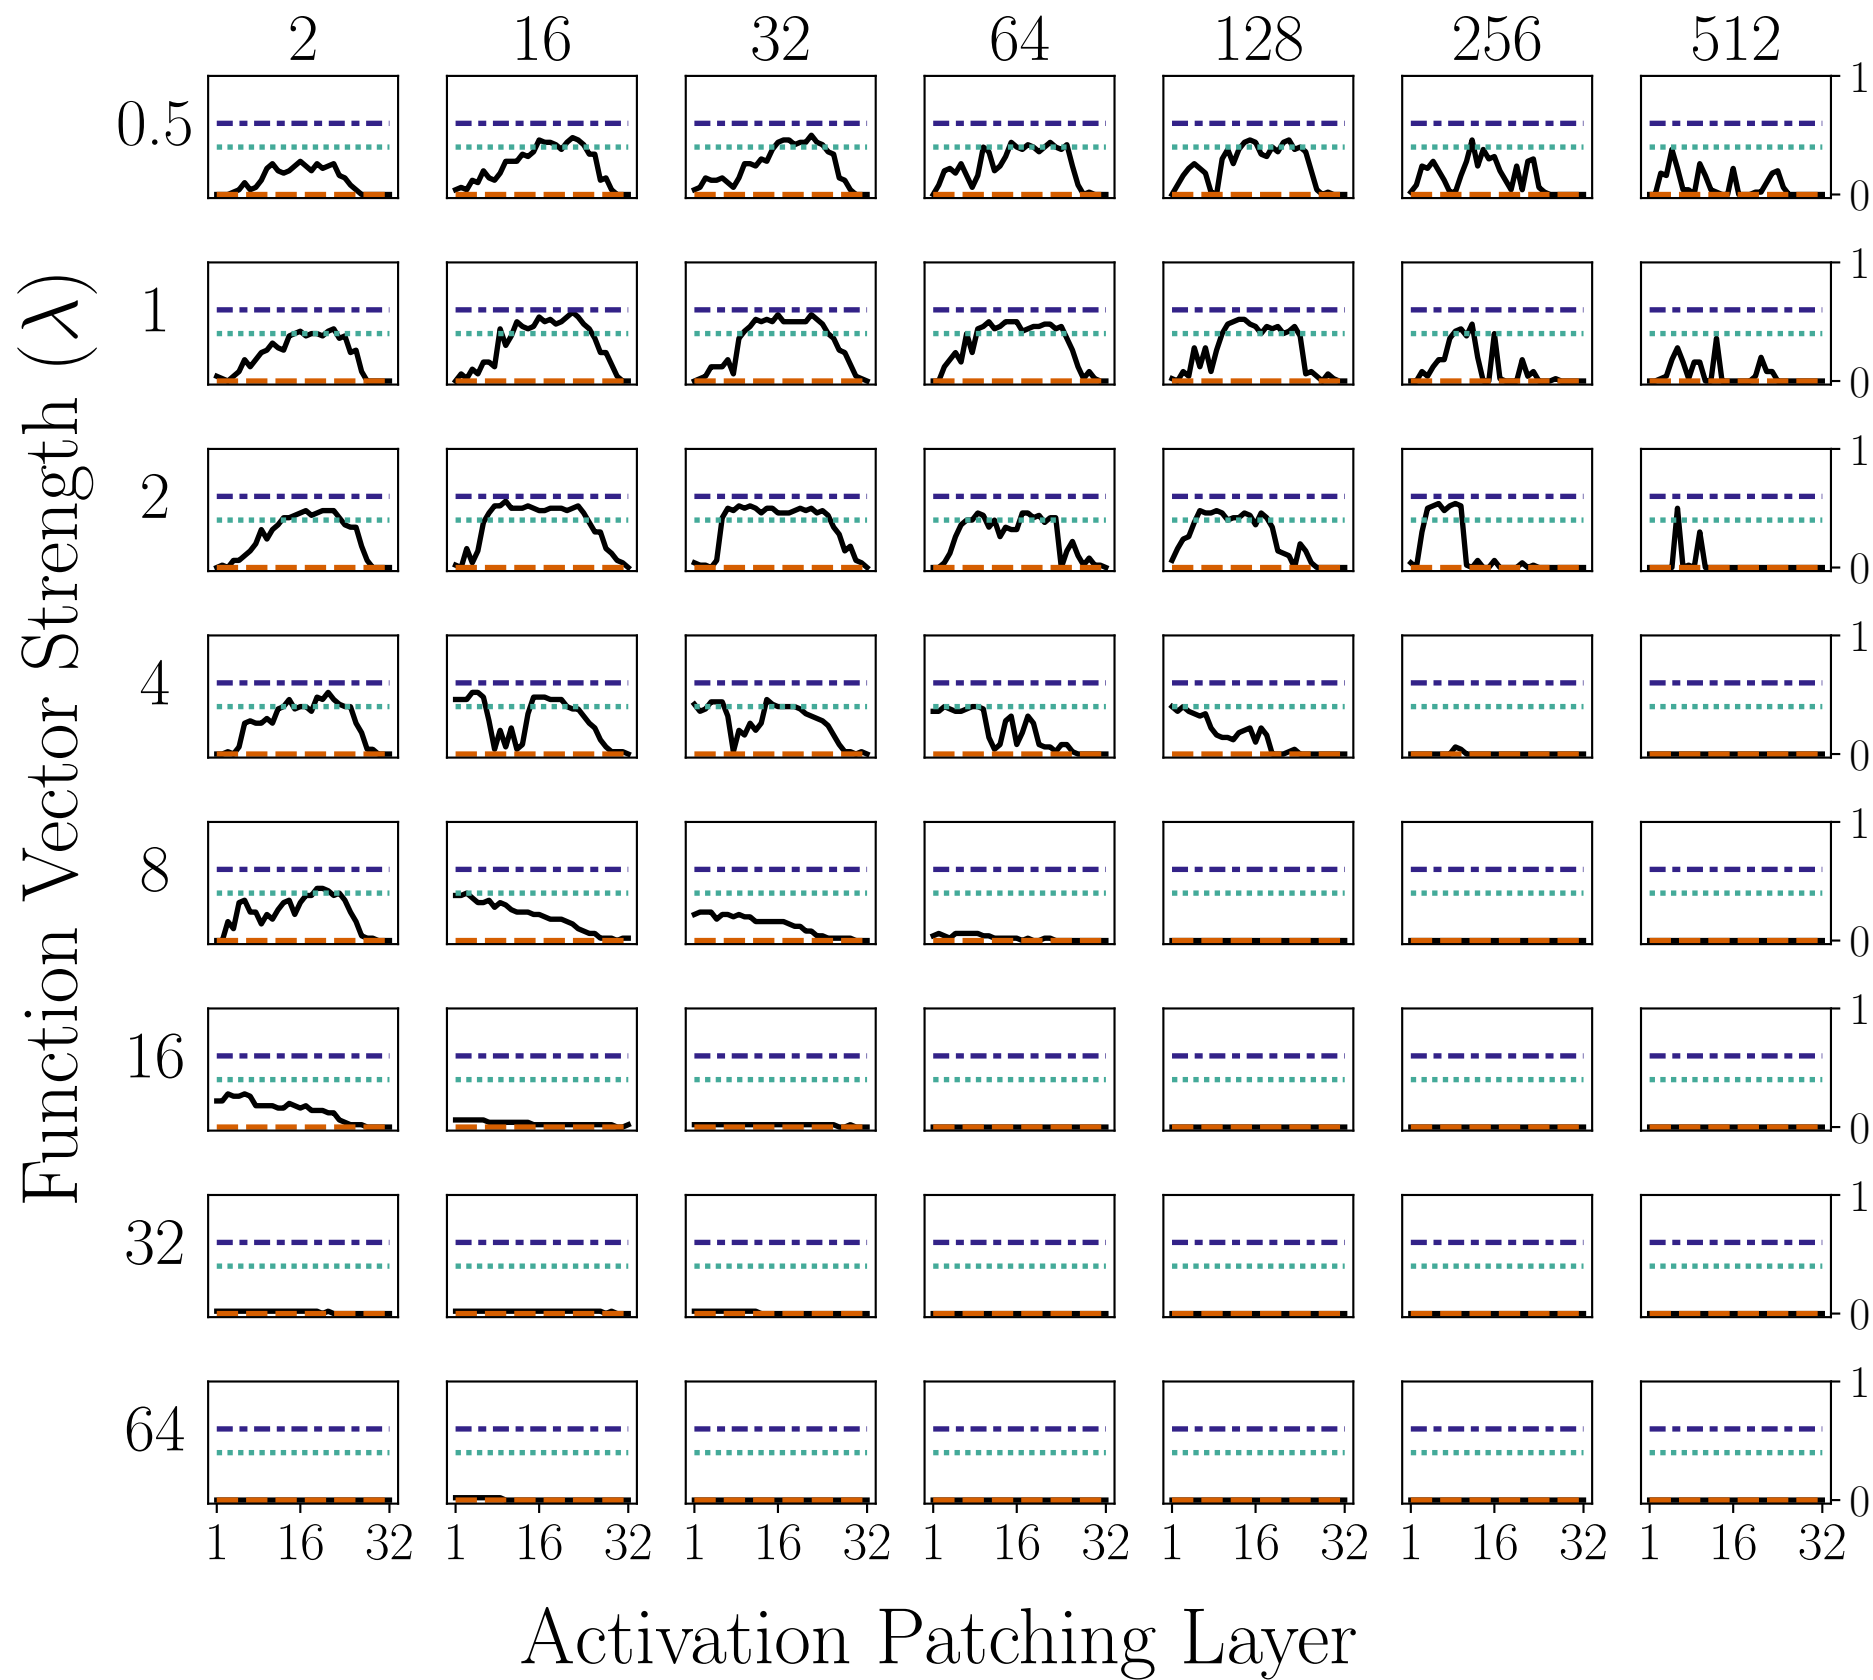 2 16 32 64 128 256 512
Function Vector Strength (λ)
0.5 1 0
1 1 0
2 1 0
4 1 0
8 1 0
16 1 0
32 1 0
64 1 0
1 16 32 1 16 32 1 16 32 1 16 32 1 16 32 1 16 32 1 16 32
Activation Patching Layer